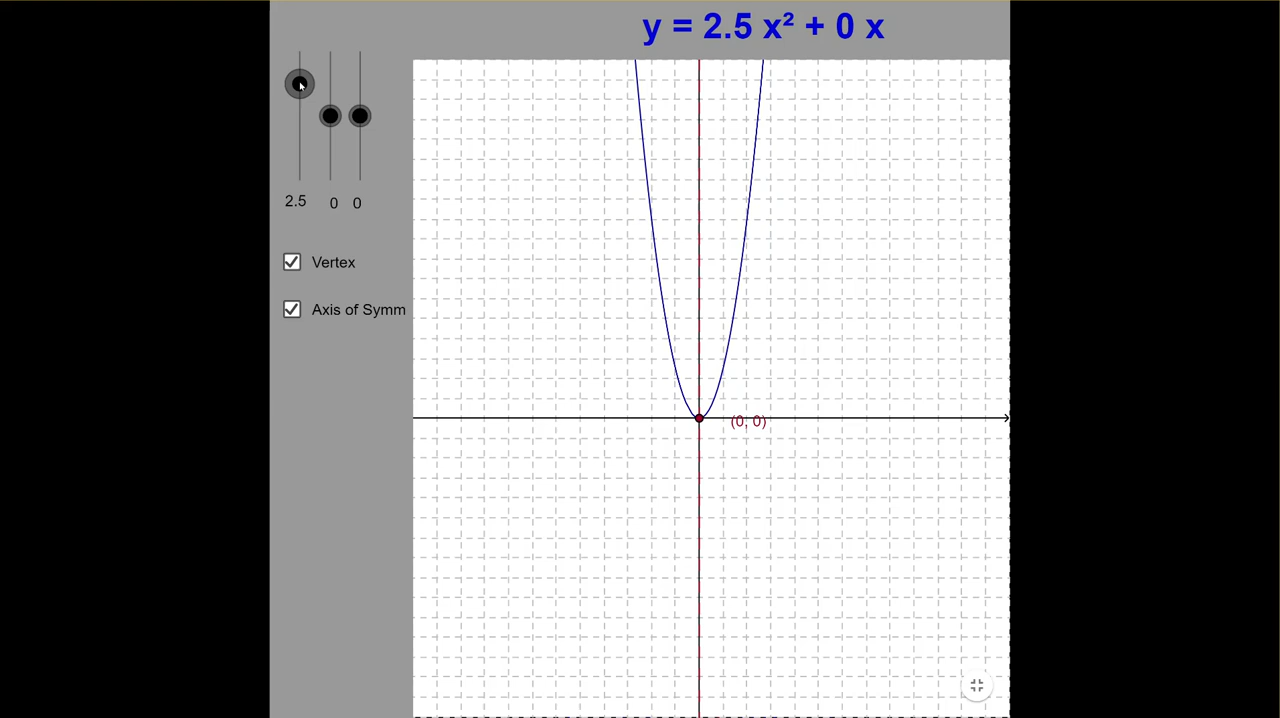 y = 2.5 x² + 0 x
2.5 0 0
Vertex
Axis of Symm
(0, 0)